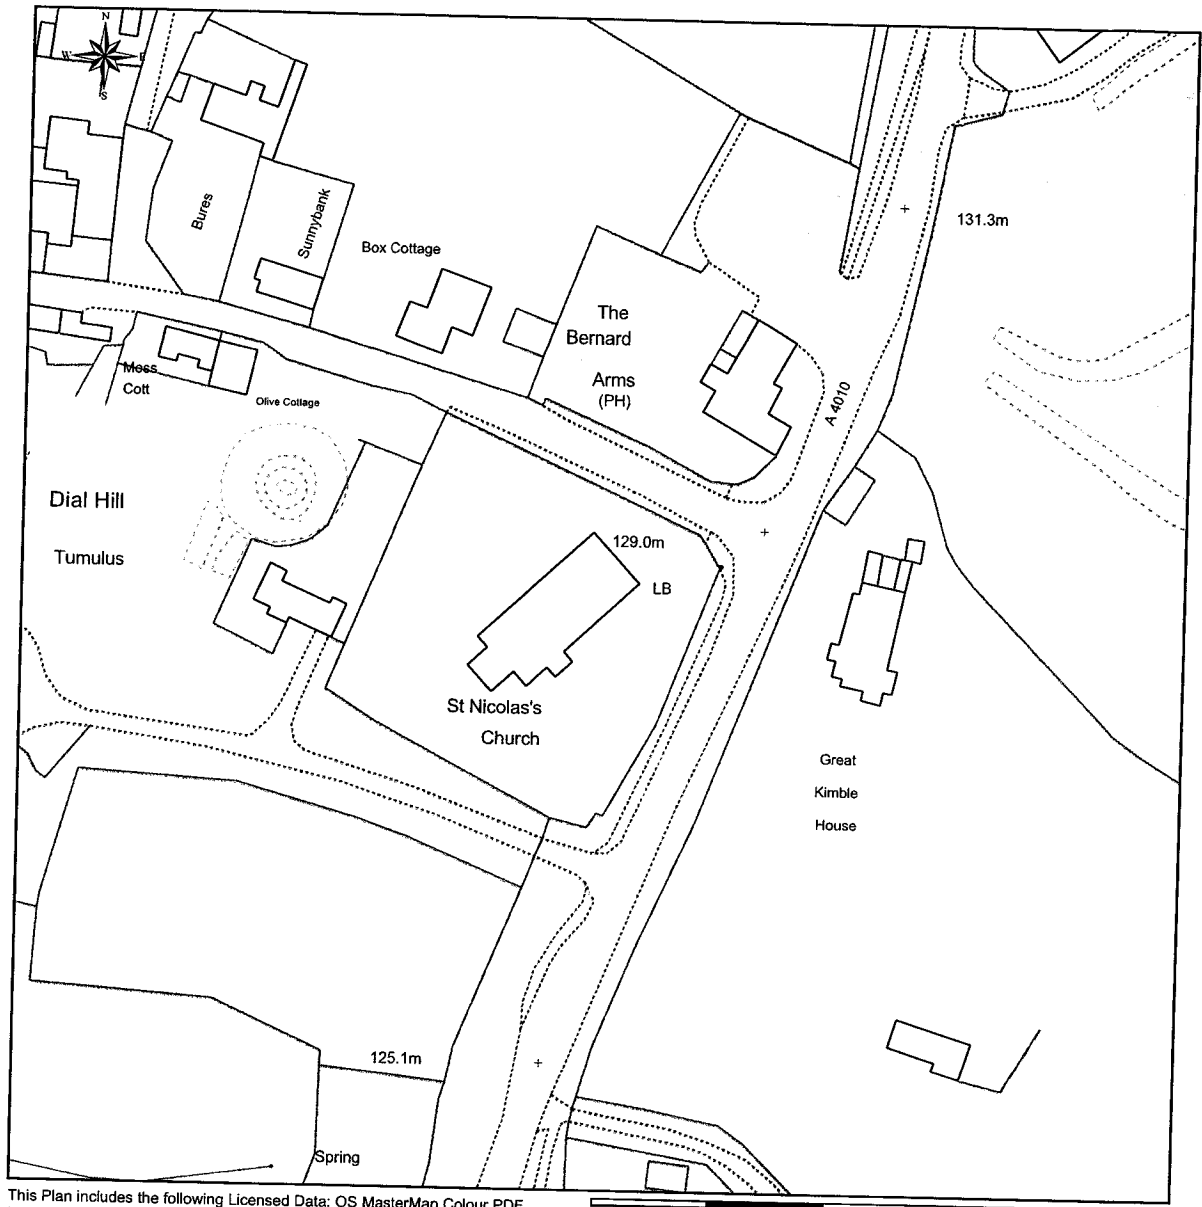 N
W
E
S
Bures
Sunnybank
Box Cottage
131.3m
The
Bernard
Arms
(PH)
A 4010
Moss
Cott
Olive Cottage
Dial Hill
Tumulus
129.0m
LB
St Nicolas's
Church
Great
Kimble
House
125.1m
Spring
This Plan includes the following Licensed Data: OS MasterMap Colour PDF